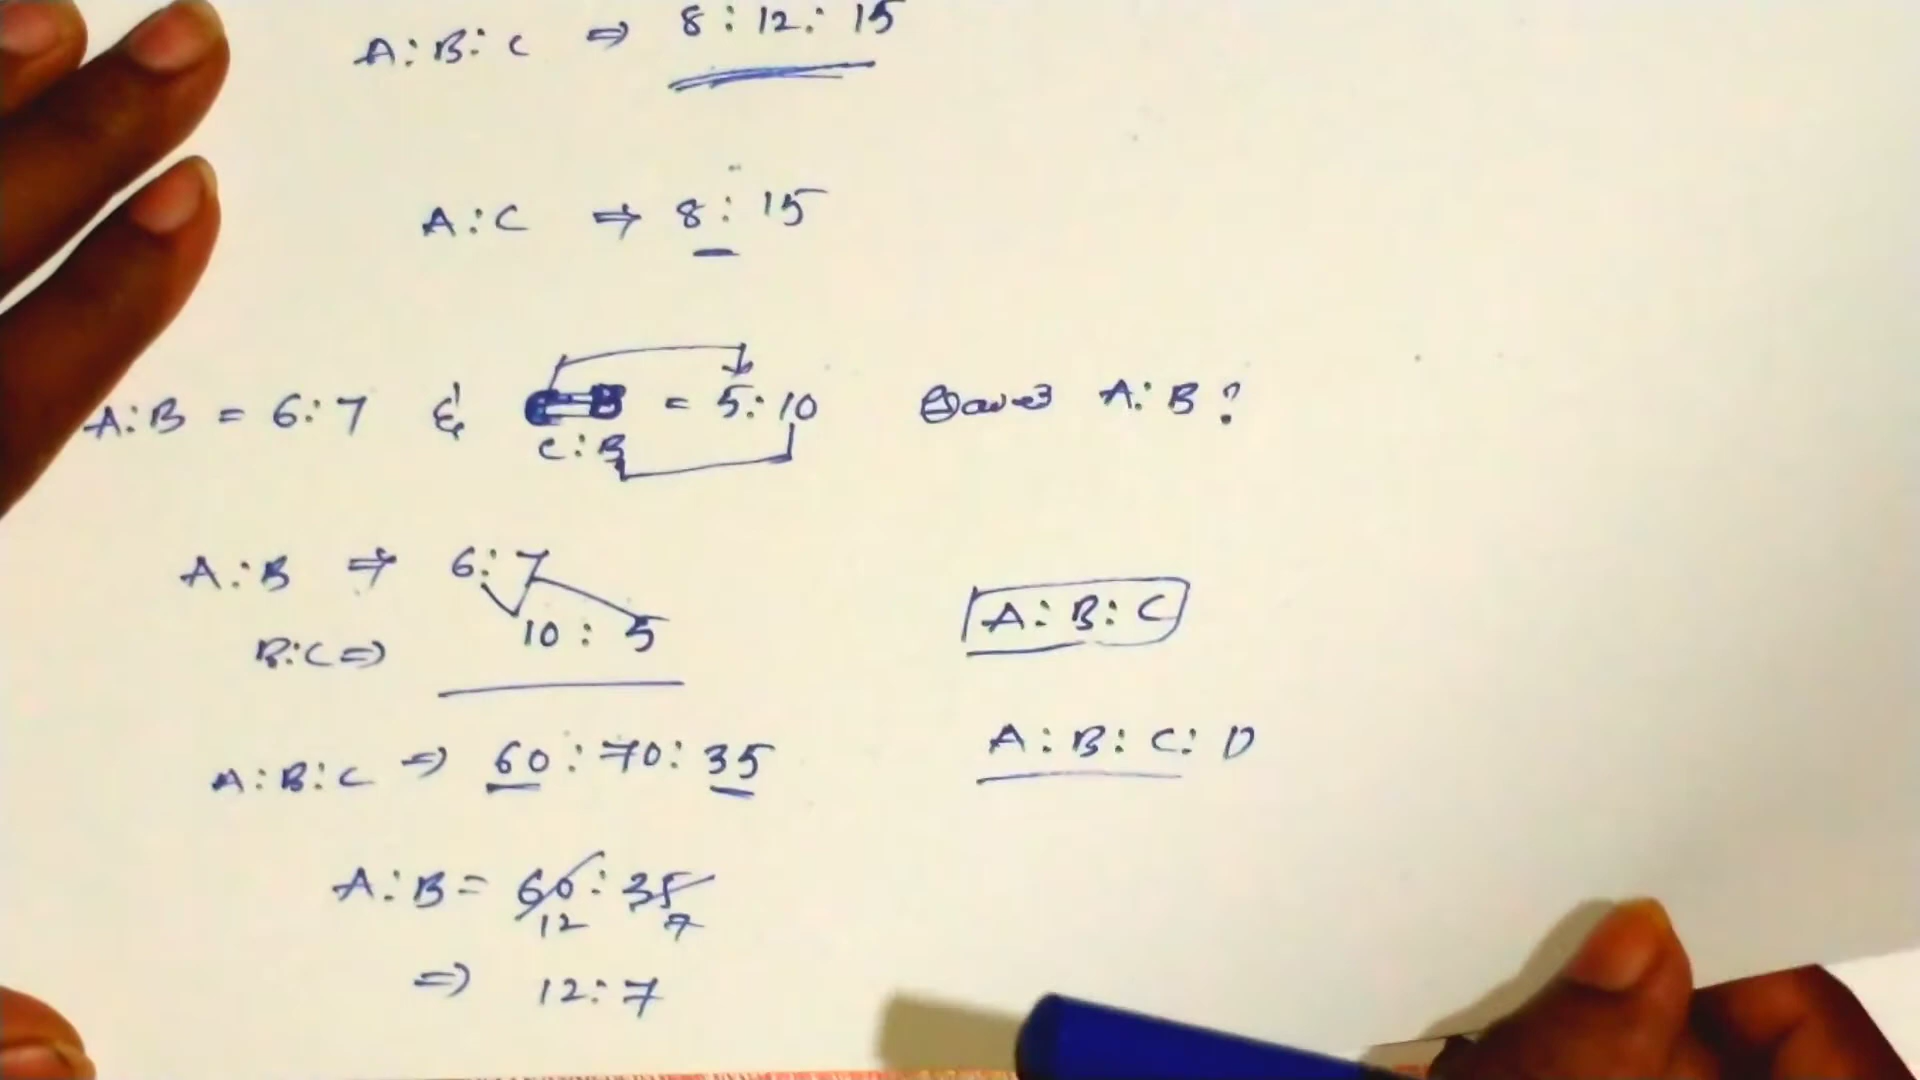 A:B:C ⇒ 8:12:15
A:C ⇒ 8:15
A:B = 6:7 & = 5:10 A:B?
C:B
A:B ⇒ 6:7
B:C ⇒ 10:5
A:B:C ⇒ 60:70:35
A:B = 60:35
12 7
⇒ 12:7
A:B:C
A:B:C:D